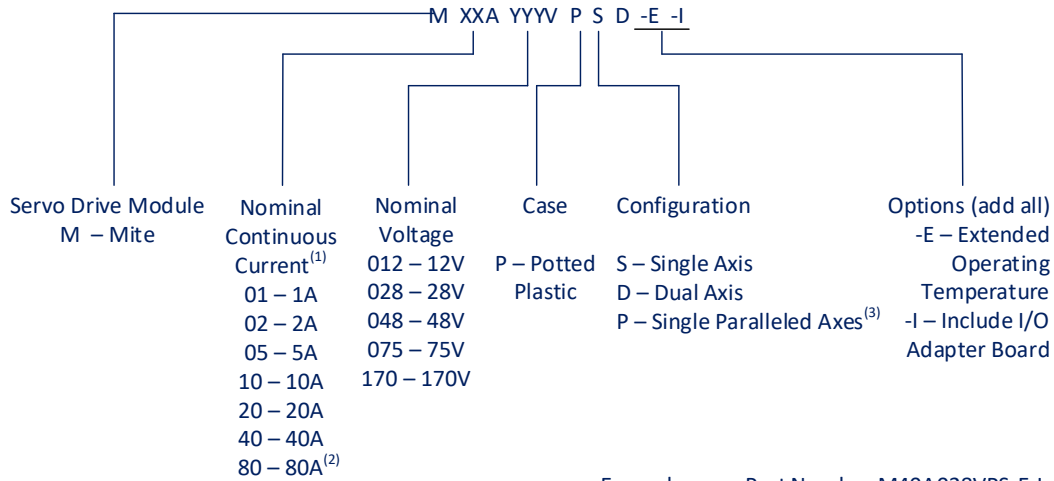 M XXA YYYV P S D -E -I
Servo Drive Module
M – Mite
Nominal
Continuous
Current(1)
01 – 1A
02 – 2A
05 – 5A
10 – 10A
20 – 20A
40 – 40A
80 – 80A(2)
Nominal
Voltage
012 – 12V
028 – 28V
048 – 48V
075 – 75V
170 – 170V
Case
P – Potted
Plastic
Configuration
S – Single Axis
D – Dual Axis
P – Single Paralleled Axes(3)
Options (add all)
-E – Extended
Operating
Temperature
-I – Include I/O
Adapter Board